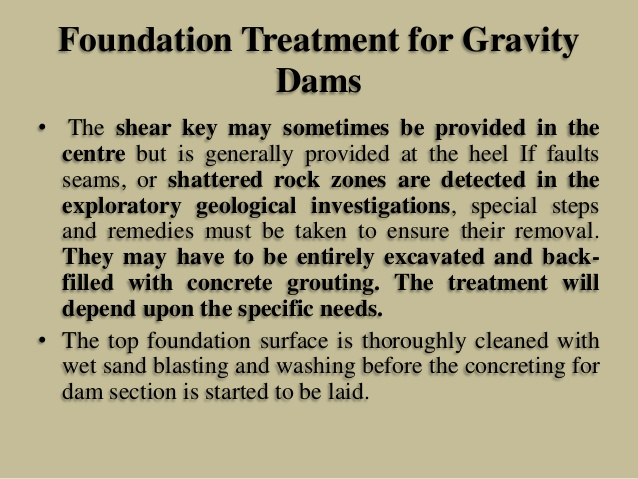 Foundation Treatment for Gravity
Dams
• The shear key may sometimes be provided in the
centre but is generally provided at the heel If faults
seams, or shattered rock zones are detected in the
exploratory geological investigations, special steps
and remedies must be taken to ensure their removal.
They may have to be entirely excavated and back-
filled with concrete grouting. The treatment will
depend upon the specific needs.
• The top foundation surface is thoroughly cleaned with
wet sand blasting and washing before the concreting for
dam section is started to be laid.